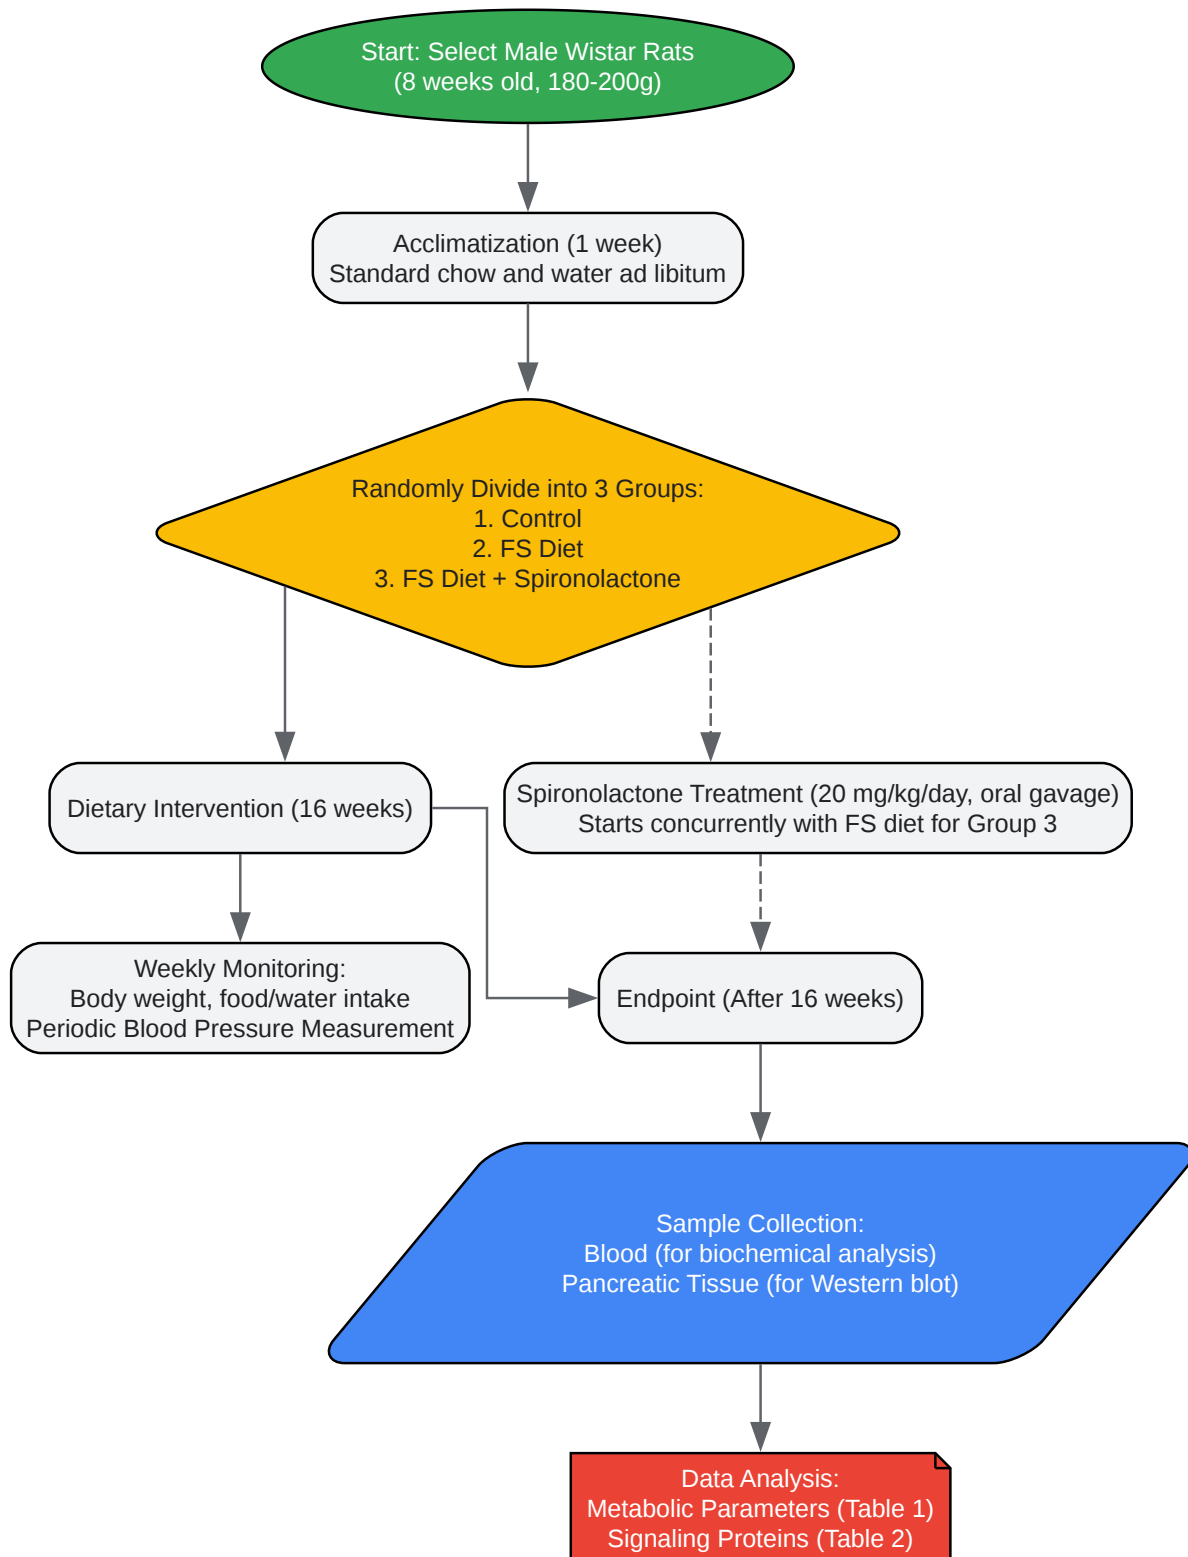 Start: Select Male Wistar Rats
(8 weeks old, 180-200g)
Acclimatization (1 week)
Standard chow and water ad libitum
Randomly Divide into 3 Groups:
1. Control
2. FS Diet
3. FS Diet + Spironolactone
Dietary Intervention (16 weeks)
Spironolactone Treatment (20 mg/kg/day, oral gavage)
Starts concurrently with FS diet for Group 3
Weekly Monitoring:
Body weight, food/water intake
Periodic Blood Pressure Measurement
Endpoint (After 16 weeks)
Sample Collection:
Blood (for biochemical analysis)
Pancreatic Tissue (for Western blot)
Data Analysis:
Metabolic Parameters (Table 1)
Signaling Proteins (Table 2)